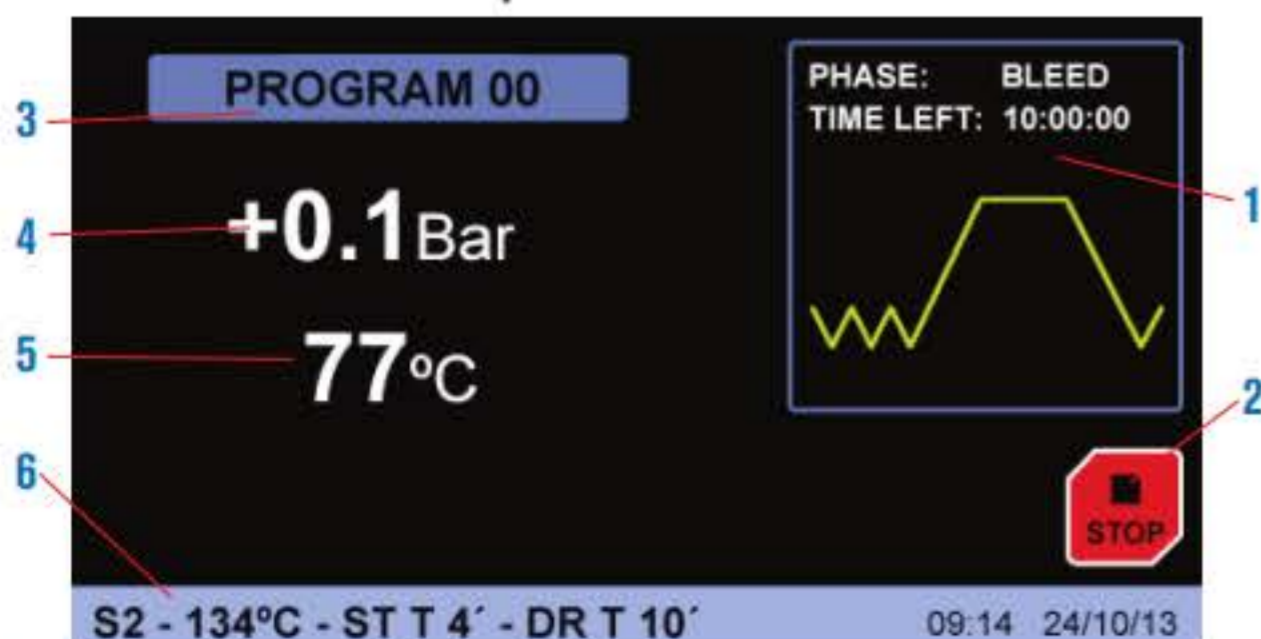 PROGRAM 00
PHASE: BLEED
TIME LEFT: 10:00:00
3
1
+0.1Bar
4
77ºC
5
2
6
STOP
S2 - 134ºC - ST T 4´ - DR T 10´ 09:14 24/10/13